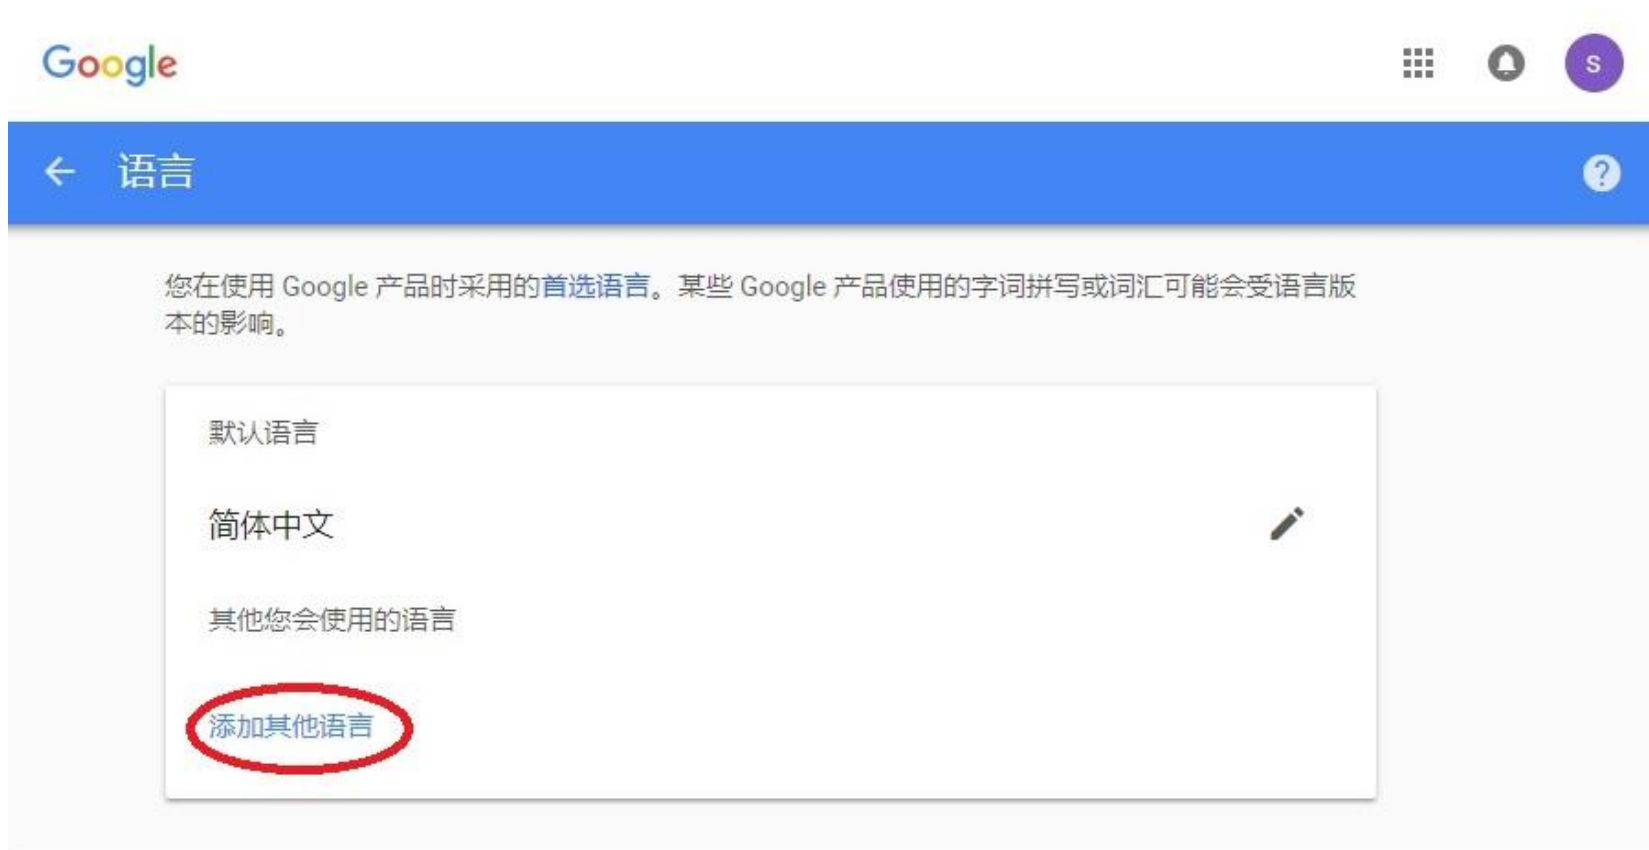 Google
S
语言
?
您在使用 Google 产品时采用的首选语言。某些 Google 产品使用的字词拼写或词汇可能会受语言版
本的影响。
默认语言
简体中文
其他您会使用的语言
添加其他语言